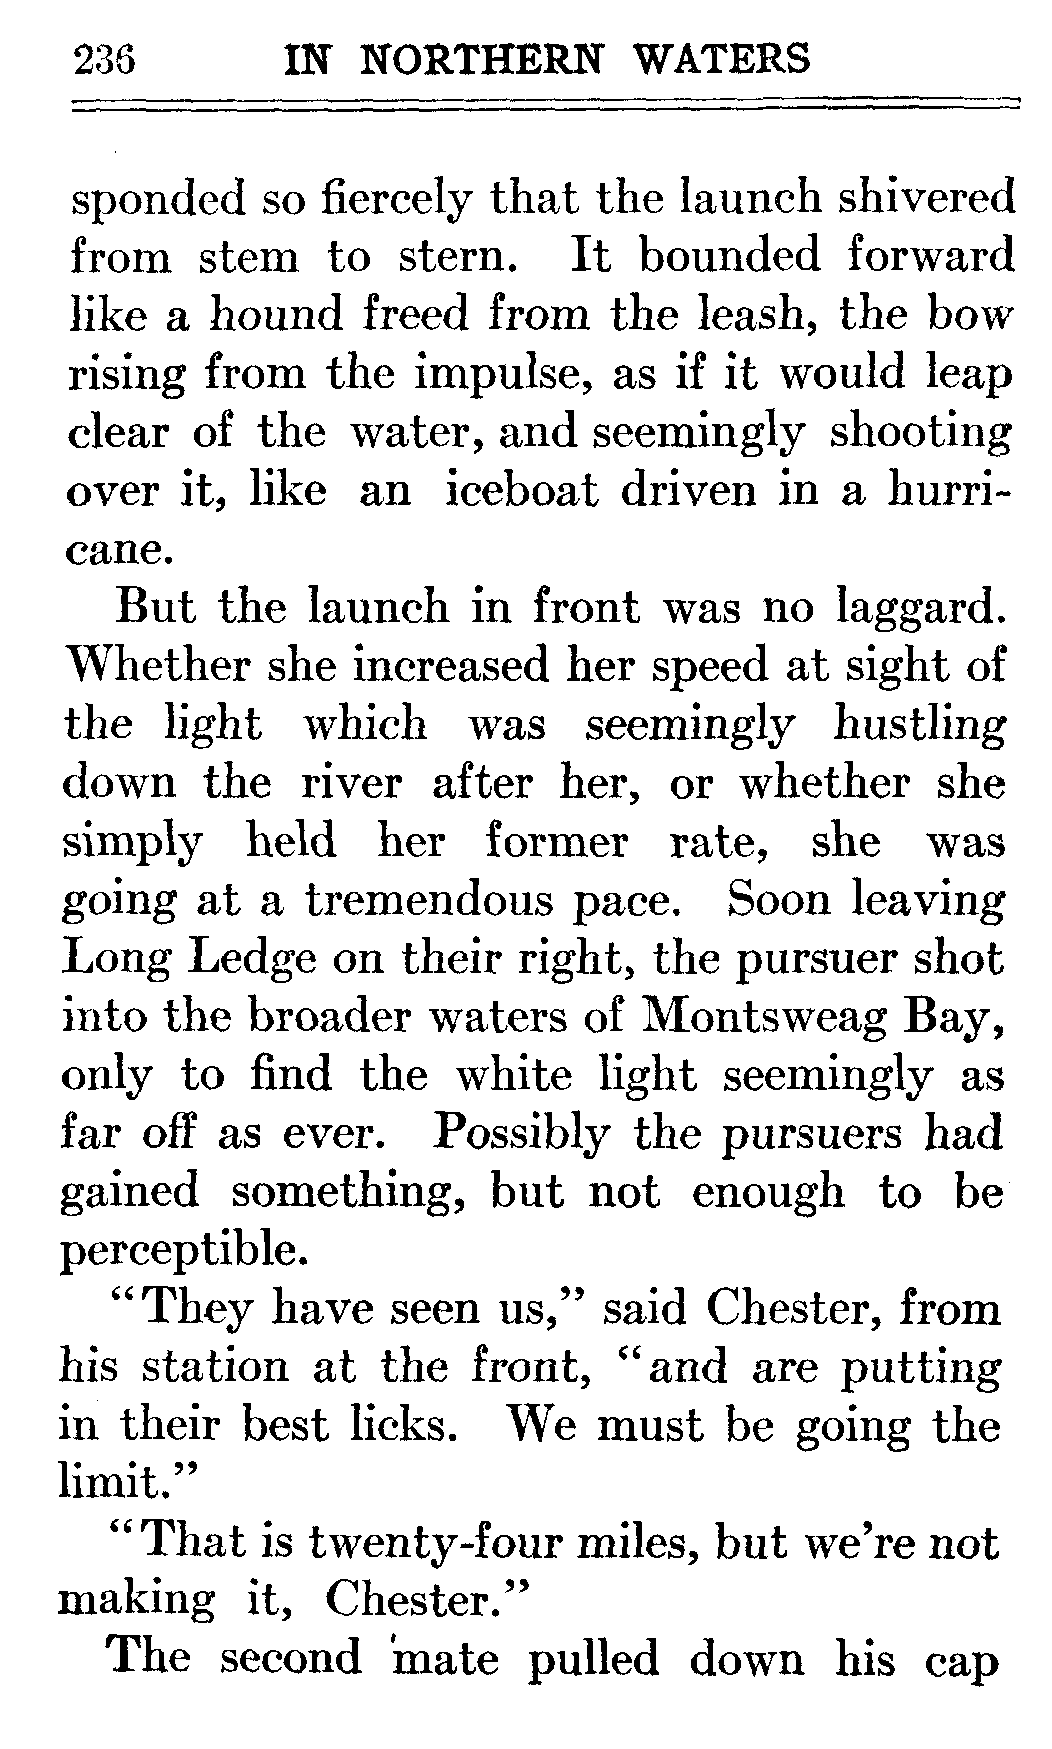 236 IN NORTHERN WATERS
sponded so fiercely that the launch shivered
from stem to stern. It bounded forward
like a hound freed from the leash, the bow
rising from the impulse, as if it would leap
clear of the water, and seemingly shooting
over it, like an iceboat driven in a hurri-
cane.
But the launch in front was no laggard.
Whether she increased her speed at sight of
the light which was seemingly hustling
down the river after her, or whether she
simply held her former rate, she was
going at a tremendous pace. Soon leaving
Long Ledge on their right, the pursuer shot
into the broader waters of Montsweag Bay,
only to find the white light seemingly as
far off as ever. Possibly the pursuers had
gained something, but not enough to be
perceptible.
"They have seen us," said Chester, from
his station at the front, "and are putting
in their best licks. We must be going the
limit."
"That is twenty-four miles, but we're not
making it, Chester."
The second mate pulled down his cap